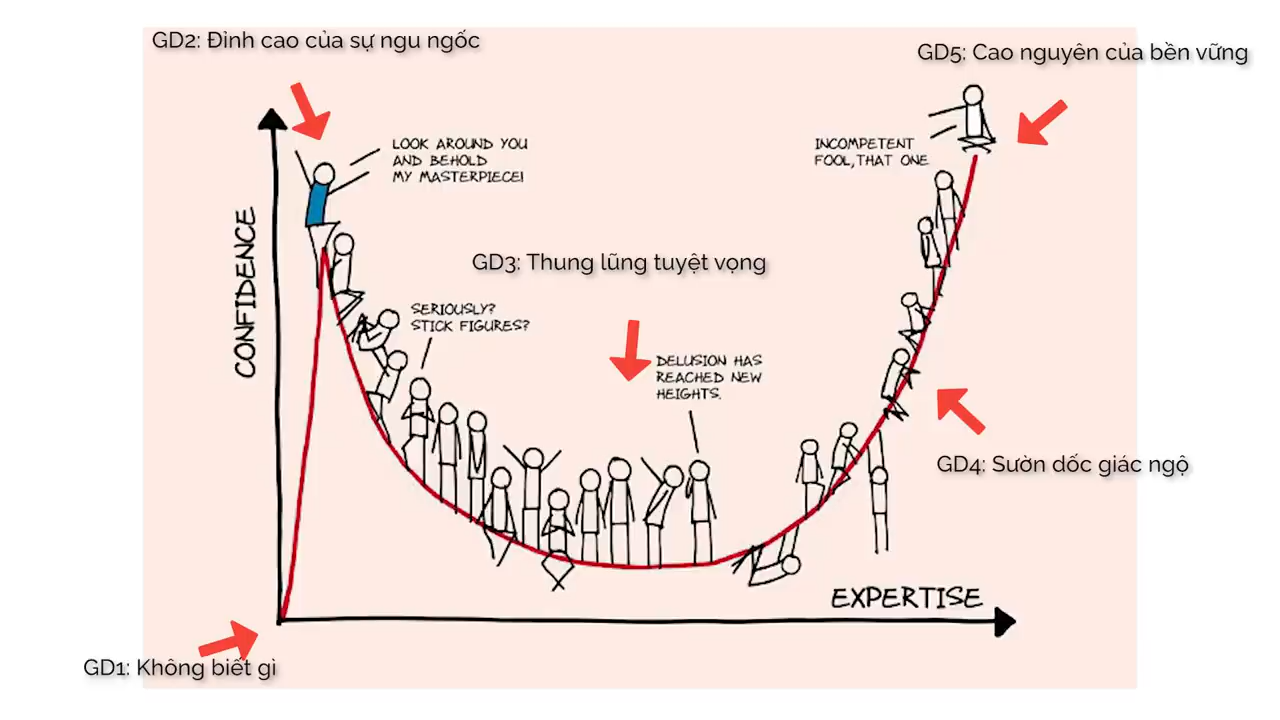 GD2: Đỉnh cao của sự ngu ngốc
GD5: Cao nguyên của bền vững
LOOK AROUND YOU
AND BEHOLD
MY MASTERPIECE!
INCOMPETENT
FOOL, THAT ONE
CONFIDENCE
GD3: Thung lũng tuyệt vọng
SERIOUSLY?
STICK FIGURES?
DELUSION HAS
REACHED NEW
HEIGHTS.
GD4: Sườn dốc giác ngộ
EXPERTISE
GD1: Không biết gì